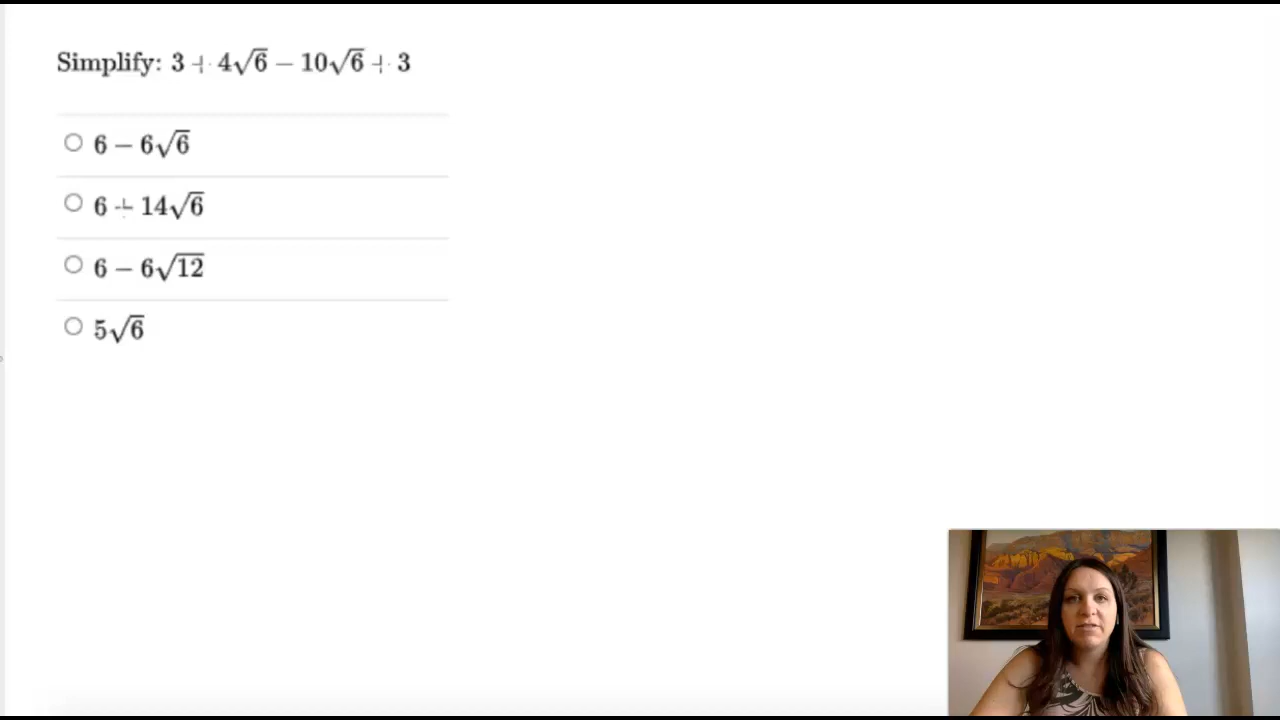 Simplify: 3 + 4√6 − 10√6 + 3
6 − 6√6
6 + 14√6
6 − 6√12
5√6